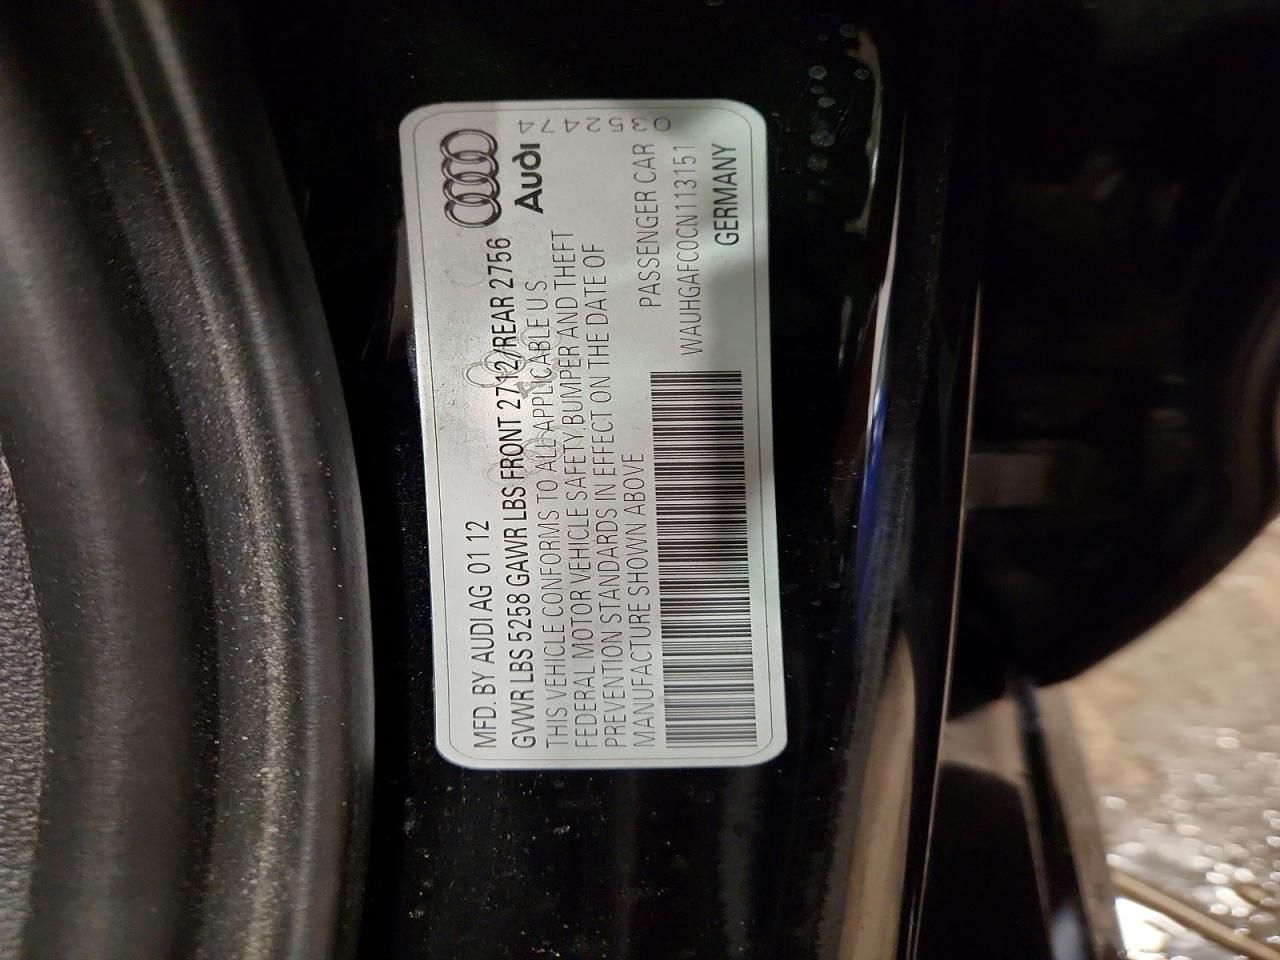 MFD. BY AUDI AG 01 12
GVWR LBS 5258 GAWR LBS FRONT 2712/REAR 2756
THIS VEHICLE CONFORMS TO ALL APPLICABLE U.S.
FEDERAL MOTOR VEHICLE SAFETY,BUMPER AND THEFT
PREVENTION STANDARDS IN EFFECT ON THE DATE OF
MANUFACTURE SHOWN ABOVE
Audi
PASSENGER CAR
WAUHGAFC0CN113151
GERMANY
0352474